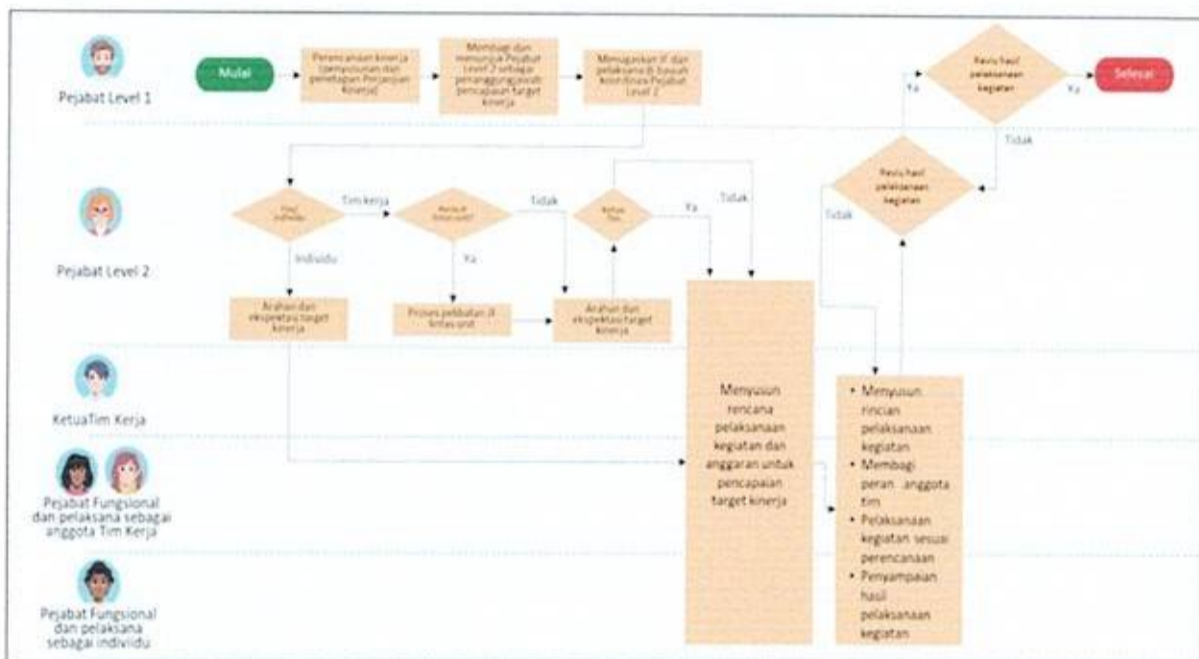 Pejabat Level 1
Mulai
Perencanaan kinerja
(penyusunan dan
penetapan Perjanjian
Kinerja)
Membagi dan
menunjuk Pejabat
Level 2 sebagai
penanggungjawab
pencapaian target
kinerja
Menugaskan JF dan
pelaksana di bawah
koordinasi Pejabat
Level 2
Reviu hasil
pelaksanaan
kegiatan
Ya
Ya
Selesai
Tidak
Pejabat Level 2
individu
Tim kerja
lintas unit?
Tidak
Ketua
Tim
Ya
Tidak
Reviu hasil
pelaksanaan
kegiatan
Tidak
Individu
Ya
Arahan dan
ekspektasi target
kinerja
Proses pelibatan JF
lintas unit
Arahan dan
ekspektasi target
kinerja
KetuaTim Kerja
Menyusun
rencana
pelaksanaan
kegiatan dan
anggaran untuk
pencapaian
target kinerja
• Menyusun
rincian
pelaksanaan
kegiatan
• Membagi
peran anggota
tim
• Pelaksanaan
kegiatan sesuai
perencanaan
• Penyampaian
hasil
pelaksanaan
kegiatan
Pejabat Fungsional
dan pelaksana sebagai
anggota Tim Kerja
Pejabat Fungsional
dan pelaksana
sebagai indiviidu